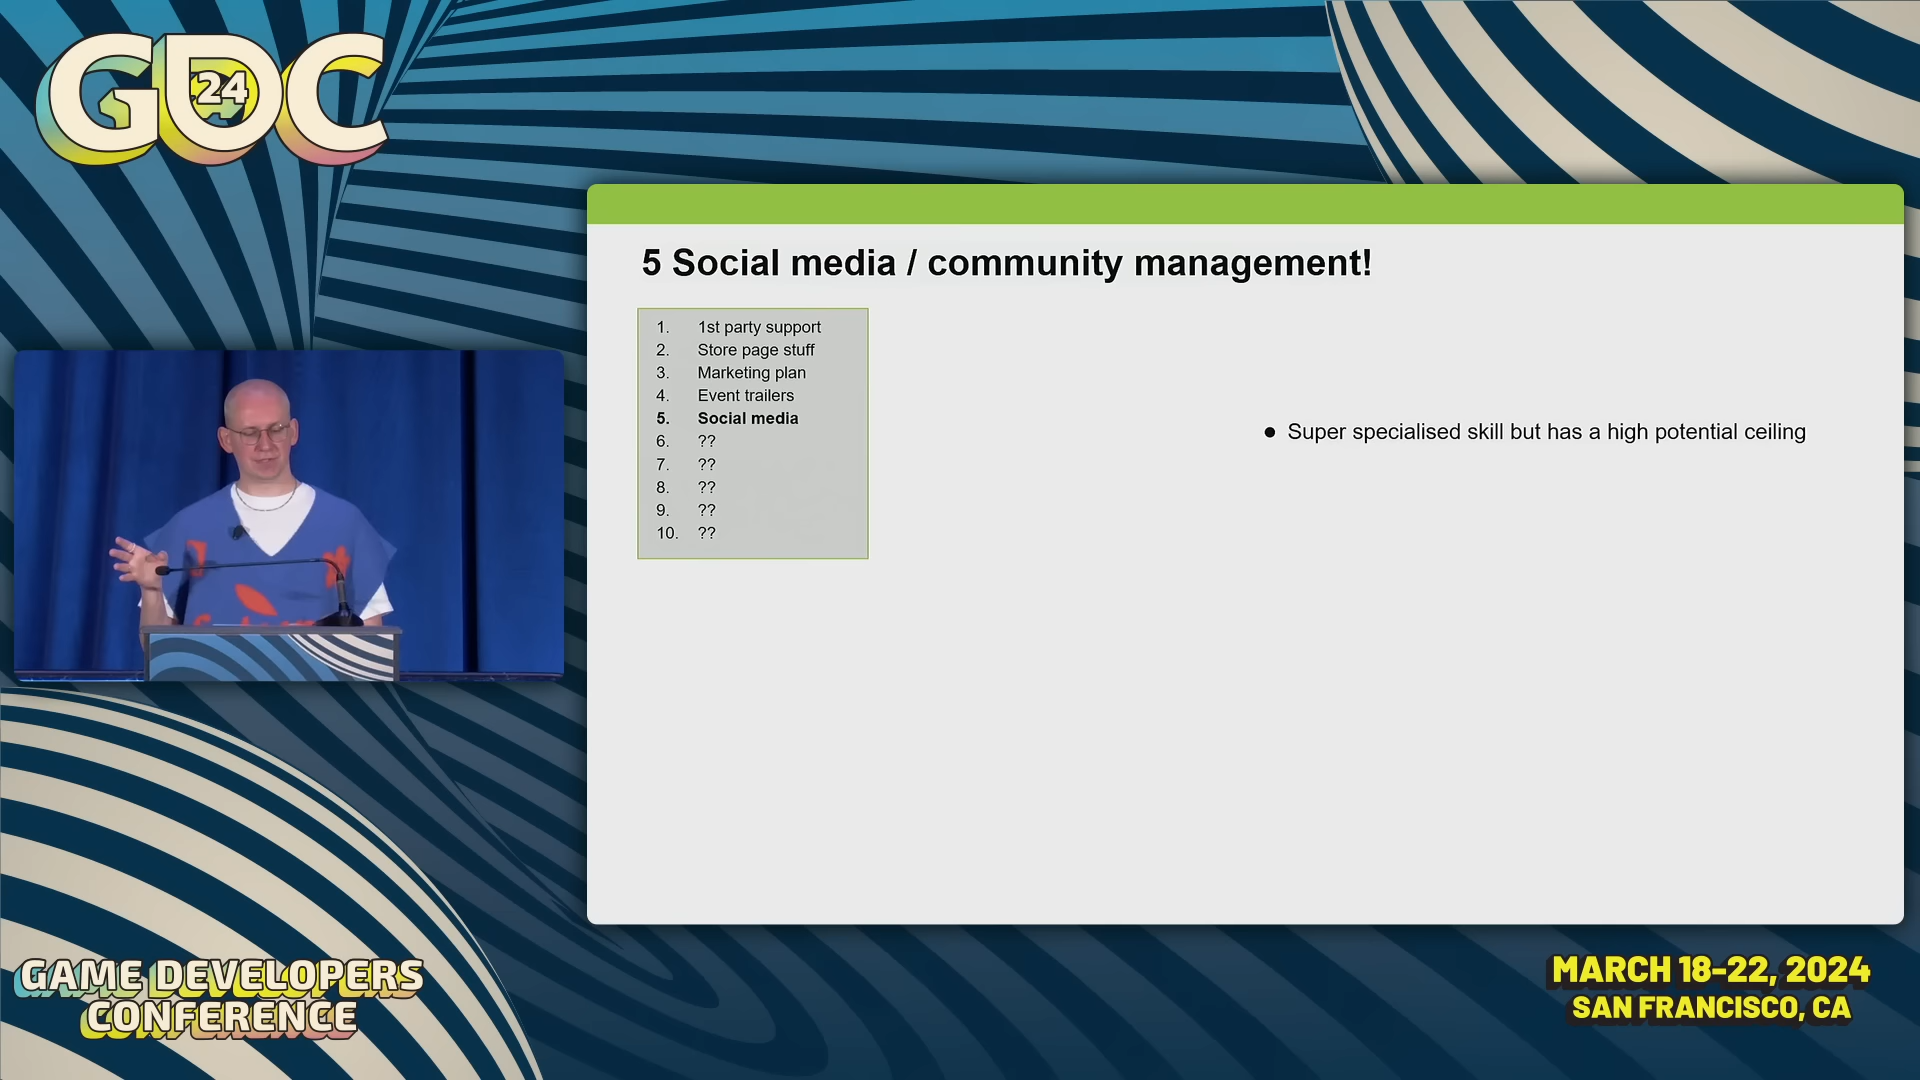 GDC
24
5 Social media / community management!
1. 1st party support
2. Store page stuff
3. Marketing plan
4. Event trailers
5. Social media
6. ??
7. ??
8. ??
9. ??
10. ??
● Super specialised skill but has a high potential ceiling
GAME DEVELOPERS
CONFERENCE
MARCH 18-22, 2024
SAN FRANCISCO, CA